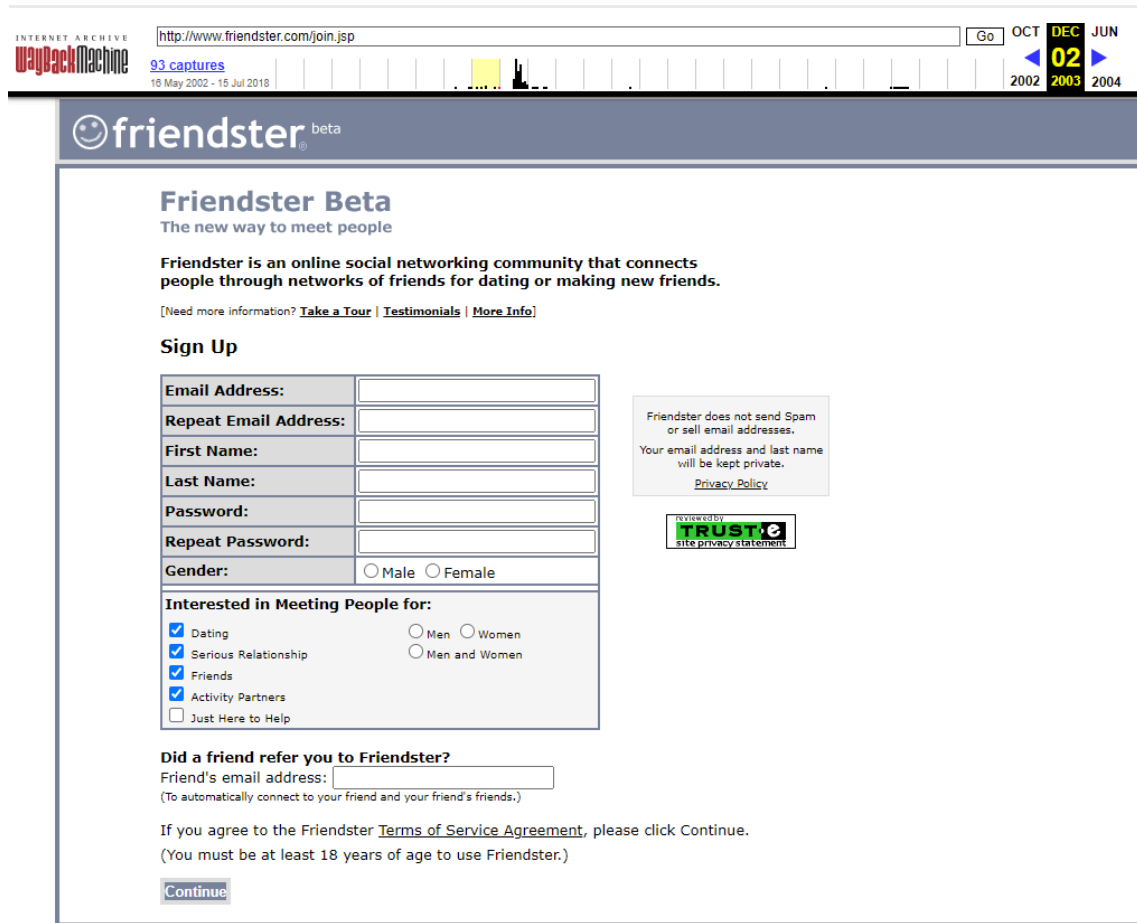 INTERNET ARCHIVE
WayBackMachine
http://www.friendster.com/join.jsp
Go
OCT DEC JUN
93 captures
02
16 May 2002 - 15 Jul 2018
2002 2003 2004
friendster® beta
Friendster Beta
The new way to meet people
Friendster is an online social networking community that connects
people through networks of friends for dating or making new friends.
[Need more information? Take a Tour | Testimonials | More Info]
Sign Up
Email Address:
Repeat Email Address:
First Name:
Last Name:
Password:
Repeat Password:
Gender: Male Female
Interested in Meeting People for:
Dating Men Women
Serious Relationship Men and Women
Friends
Activity Partners
Just Here to Help
Friendster does not send Spam
or sell email addresses.
Your email address and last name
will be kept private.
Privacy Policy
reviewed by
TRUST·e
site privacy statement
Did a friend refer you to Friendster?
Friend's email address:
(To automatically connect to your friend and your friend's friends.)
If you agree to the Friendster Terms of Service Agreement, please click Continue.
(You must be at least 18 years of age to use Friendster.)
Continue